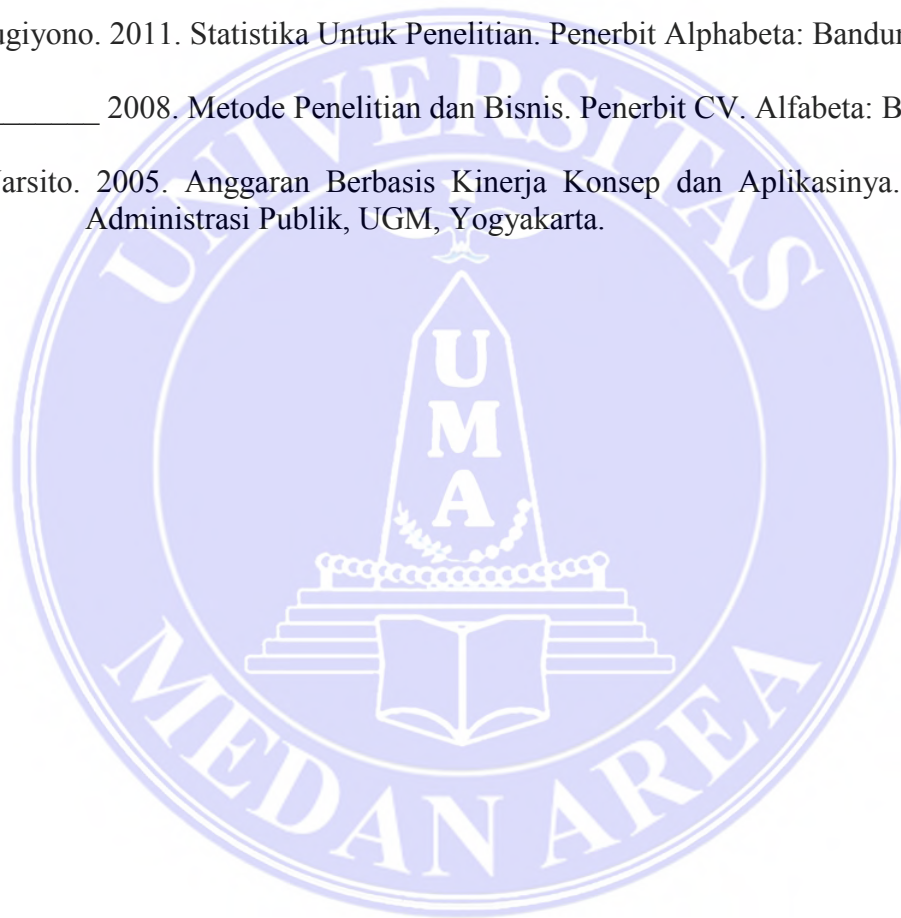 ugiyono. 2011. Statistika Untuk Penelitian. Penerbit Alphabeta: Bandu
_______ 2008. Metode Penelitian dan Bisnis. Penerbit CV. Alfabeta: B
arsito. 2005. Anggaran Berbasis Kinerja Konsep dan Aplikasinya.
Administrasi Publik, UGM, Yogyakarta.
UNIVERSITAS
U
M
A
MEDAN AREA